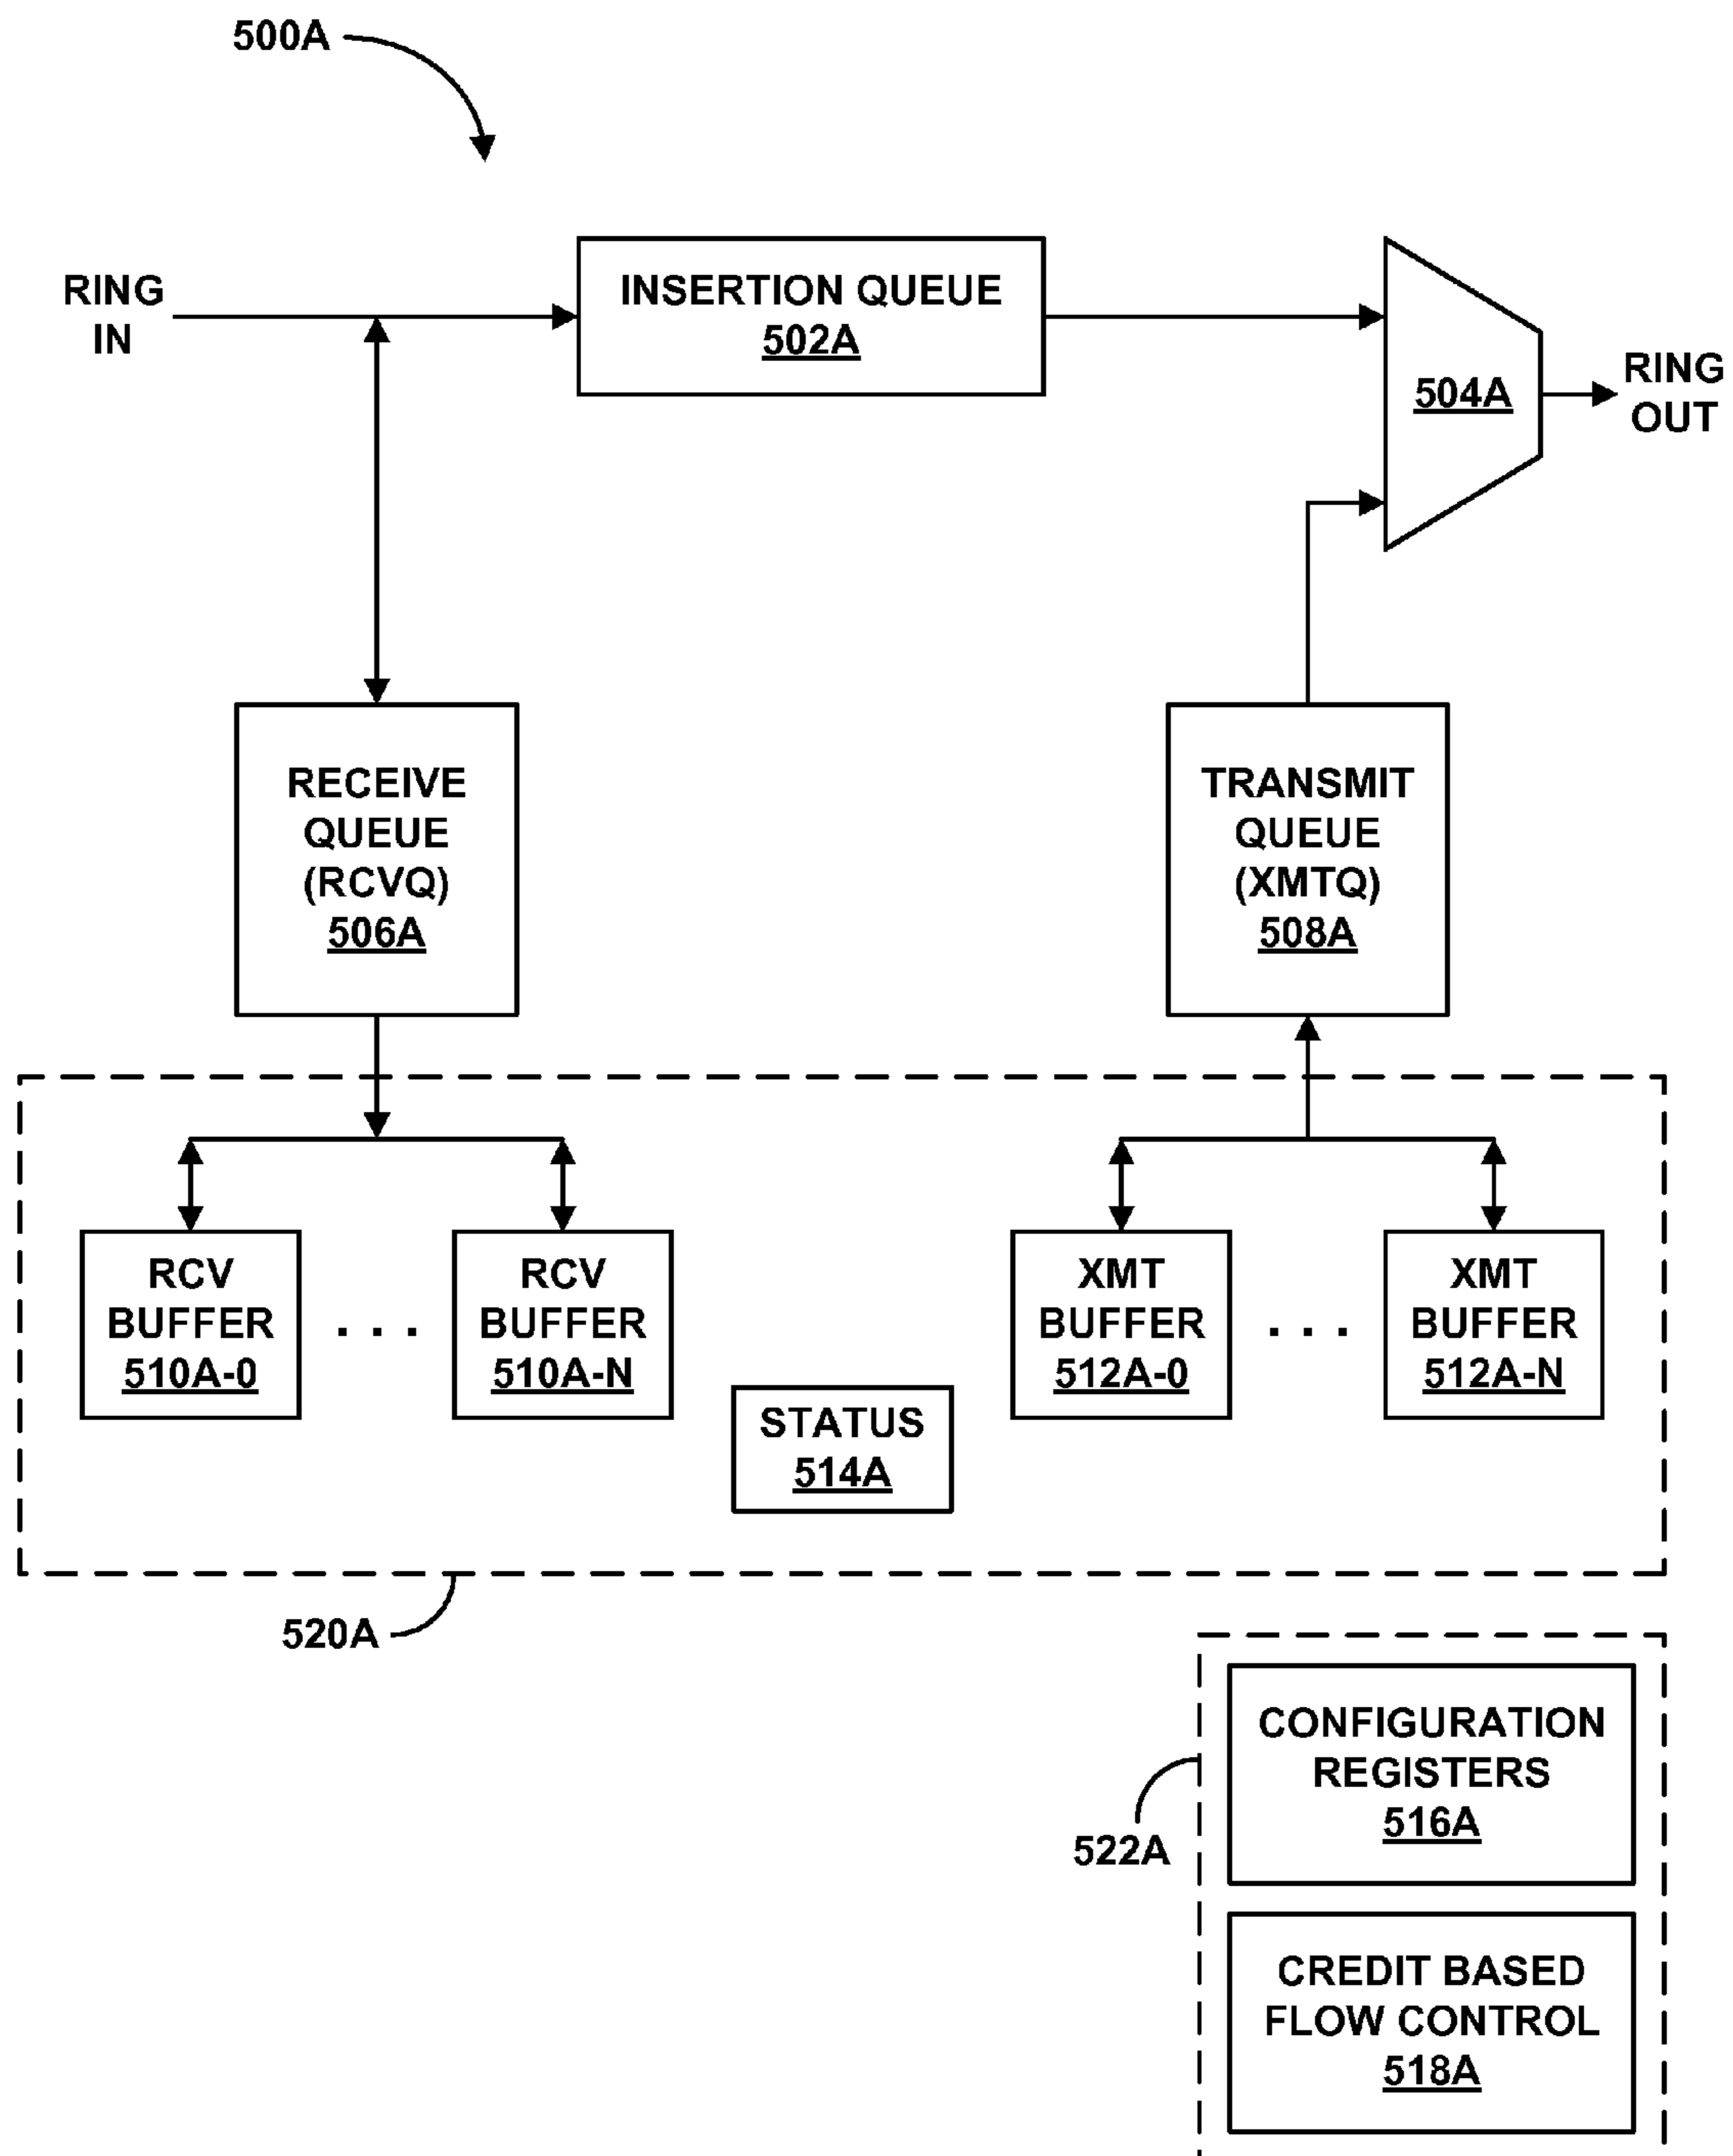 500A
RING
IN
INSERTION QUEUE
502A
504A
RING
OUT
RECEIVE
QUEUE
(RCVQ)
506A
TRANSMIT
QUEUE
(XMTQ)
508A
RCV
BUFFER
510A-0
. . .
RCV
BUFFER
510A-N
STATUS
514A
XMT
BUFFER
512A-0
. . .
XMT
BUFFER
512A-N
520A
CONFIGURATION
REGISTERS
516A
522A
CREDIT BASED
FLOW CONTROL
518A